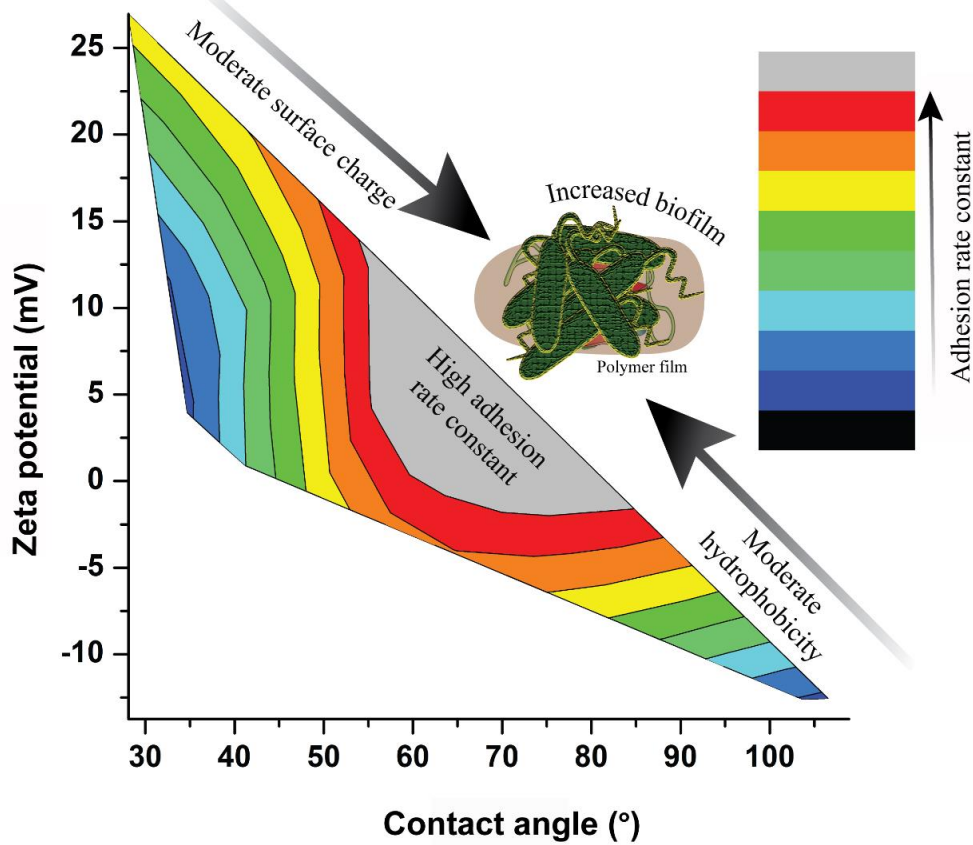 Zeta potential (mV)
25
20
15
10
5
0
-5
-10
Moderate surface charge
Increased biofilm
Polymer film
High adhesion
rate constant
Moderate
hydrophobicity
Adhesion rate constant
30 40 50 60 70 80 90 100
Contact angle (°)